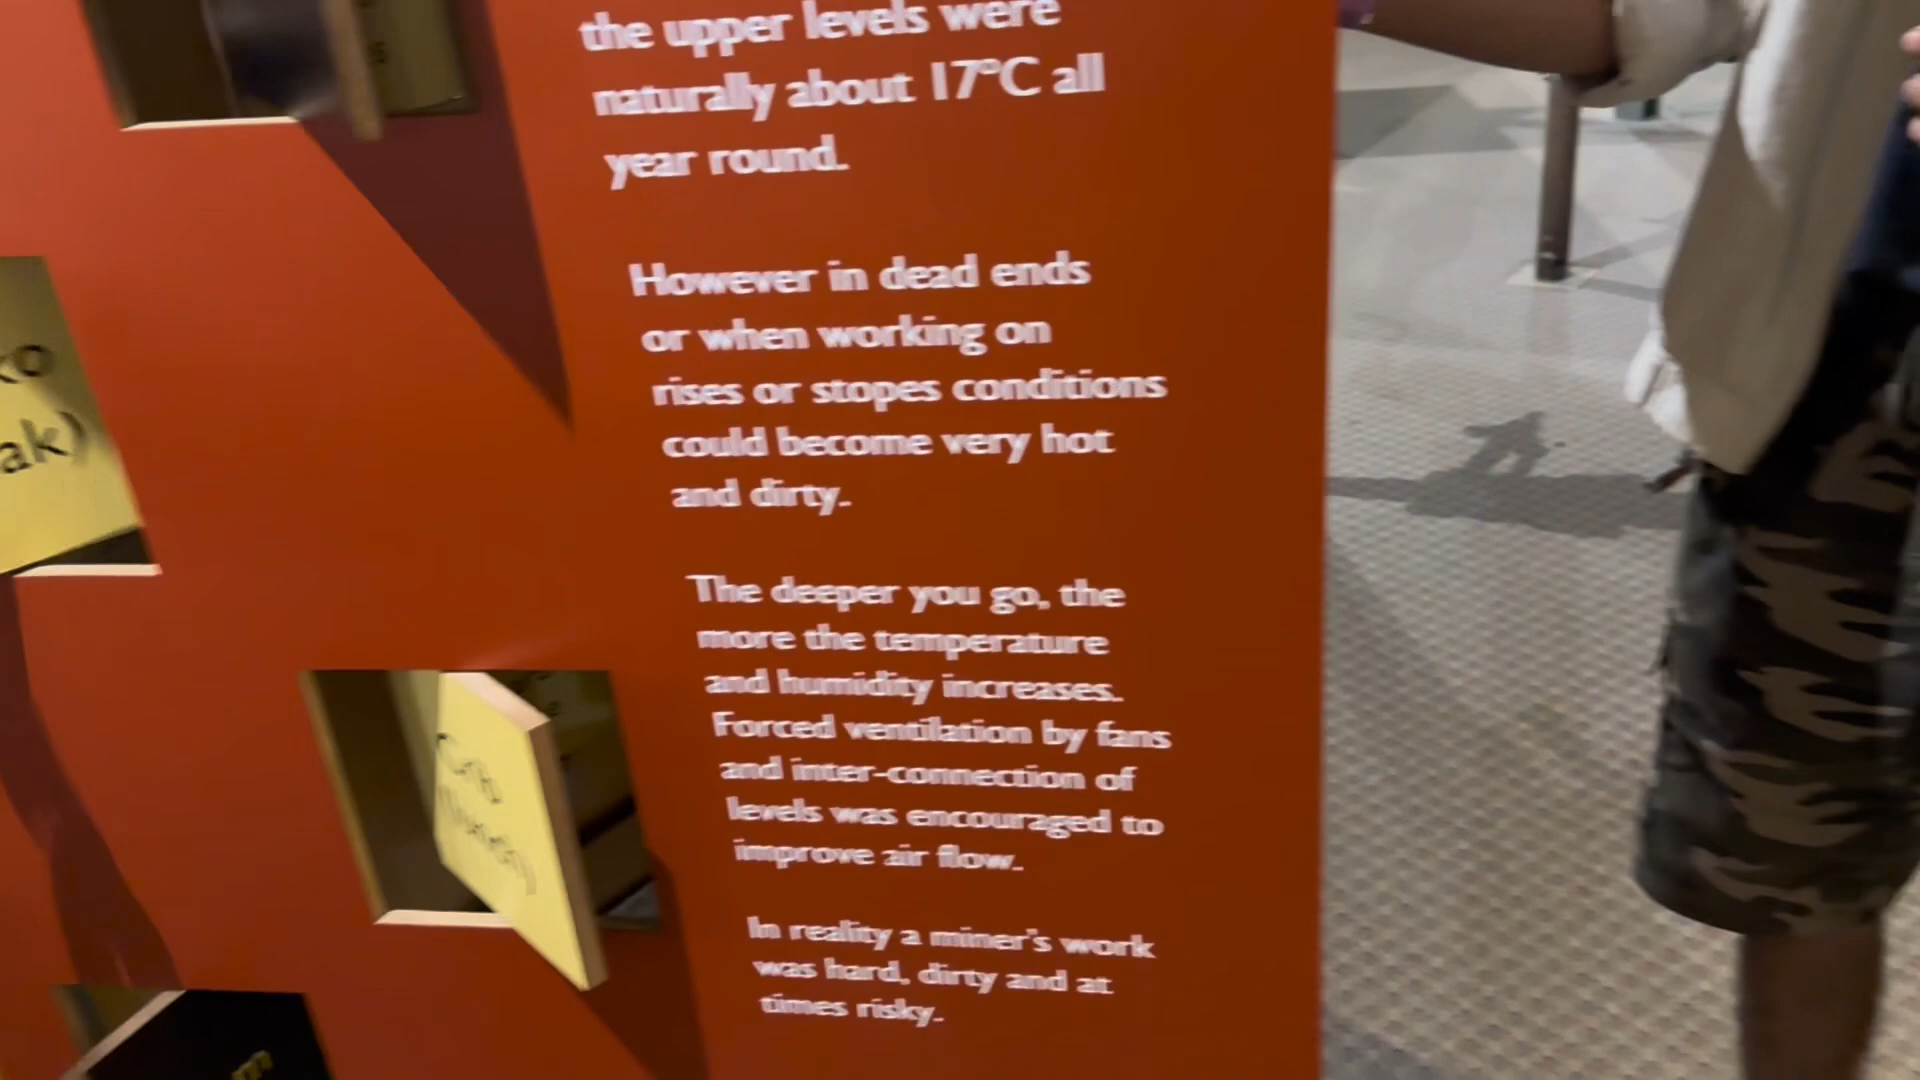 the upper levels were
naturally about 17°C all
year round.
However in dead ends
or when working on
rises or stopes conditions
could become very hot
and dirty.
The deeper you go, the
more the temperature
and humidity increases.
Forced ventilation by fans
and inter-connection of
levels was encouraged to
improve air flow.
In reality a miner's work
was hard, dirty and at
times risky.